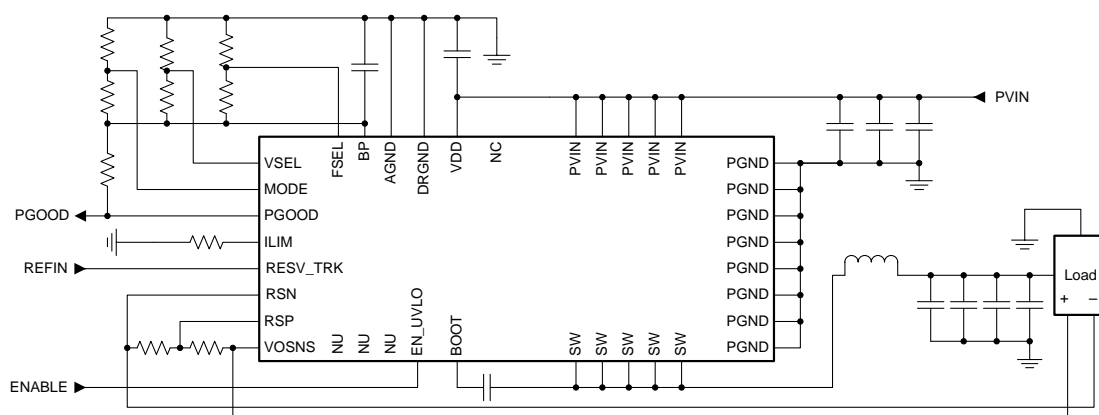 PVIN
FSEL
BP
AGND
DRGND
VDD
NC
PVIN
PVIN
PVIN
PVIN
PVIN
VSEL
MODE
PGOOD
PGOOD
ILIM
REFIN
RESV_TRK
RSN
RSP
VOSNS
PGND
PGND
PGND
PGND
PGND
PGND
PGND
PGND
Load
+ –
NU
NU
NU
EN_UVLO
BOOT
SW
SW
SW
SW
SW
ENABLE